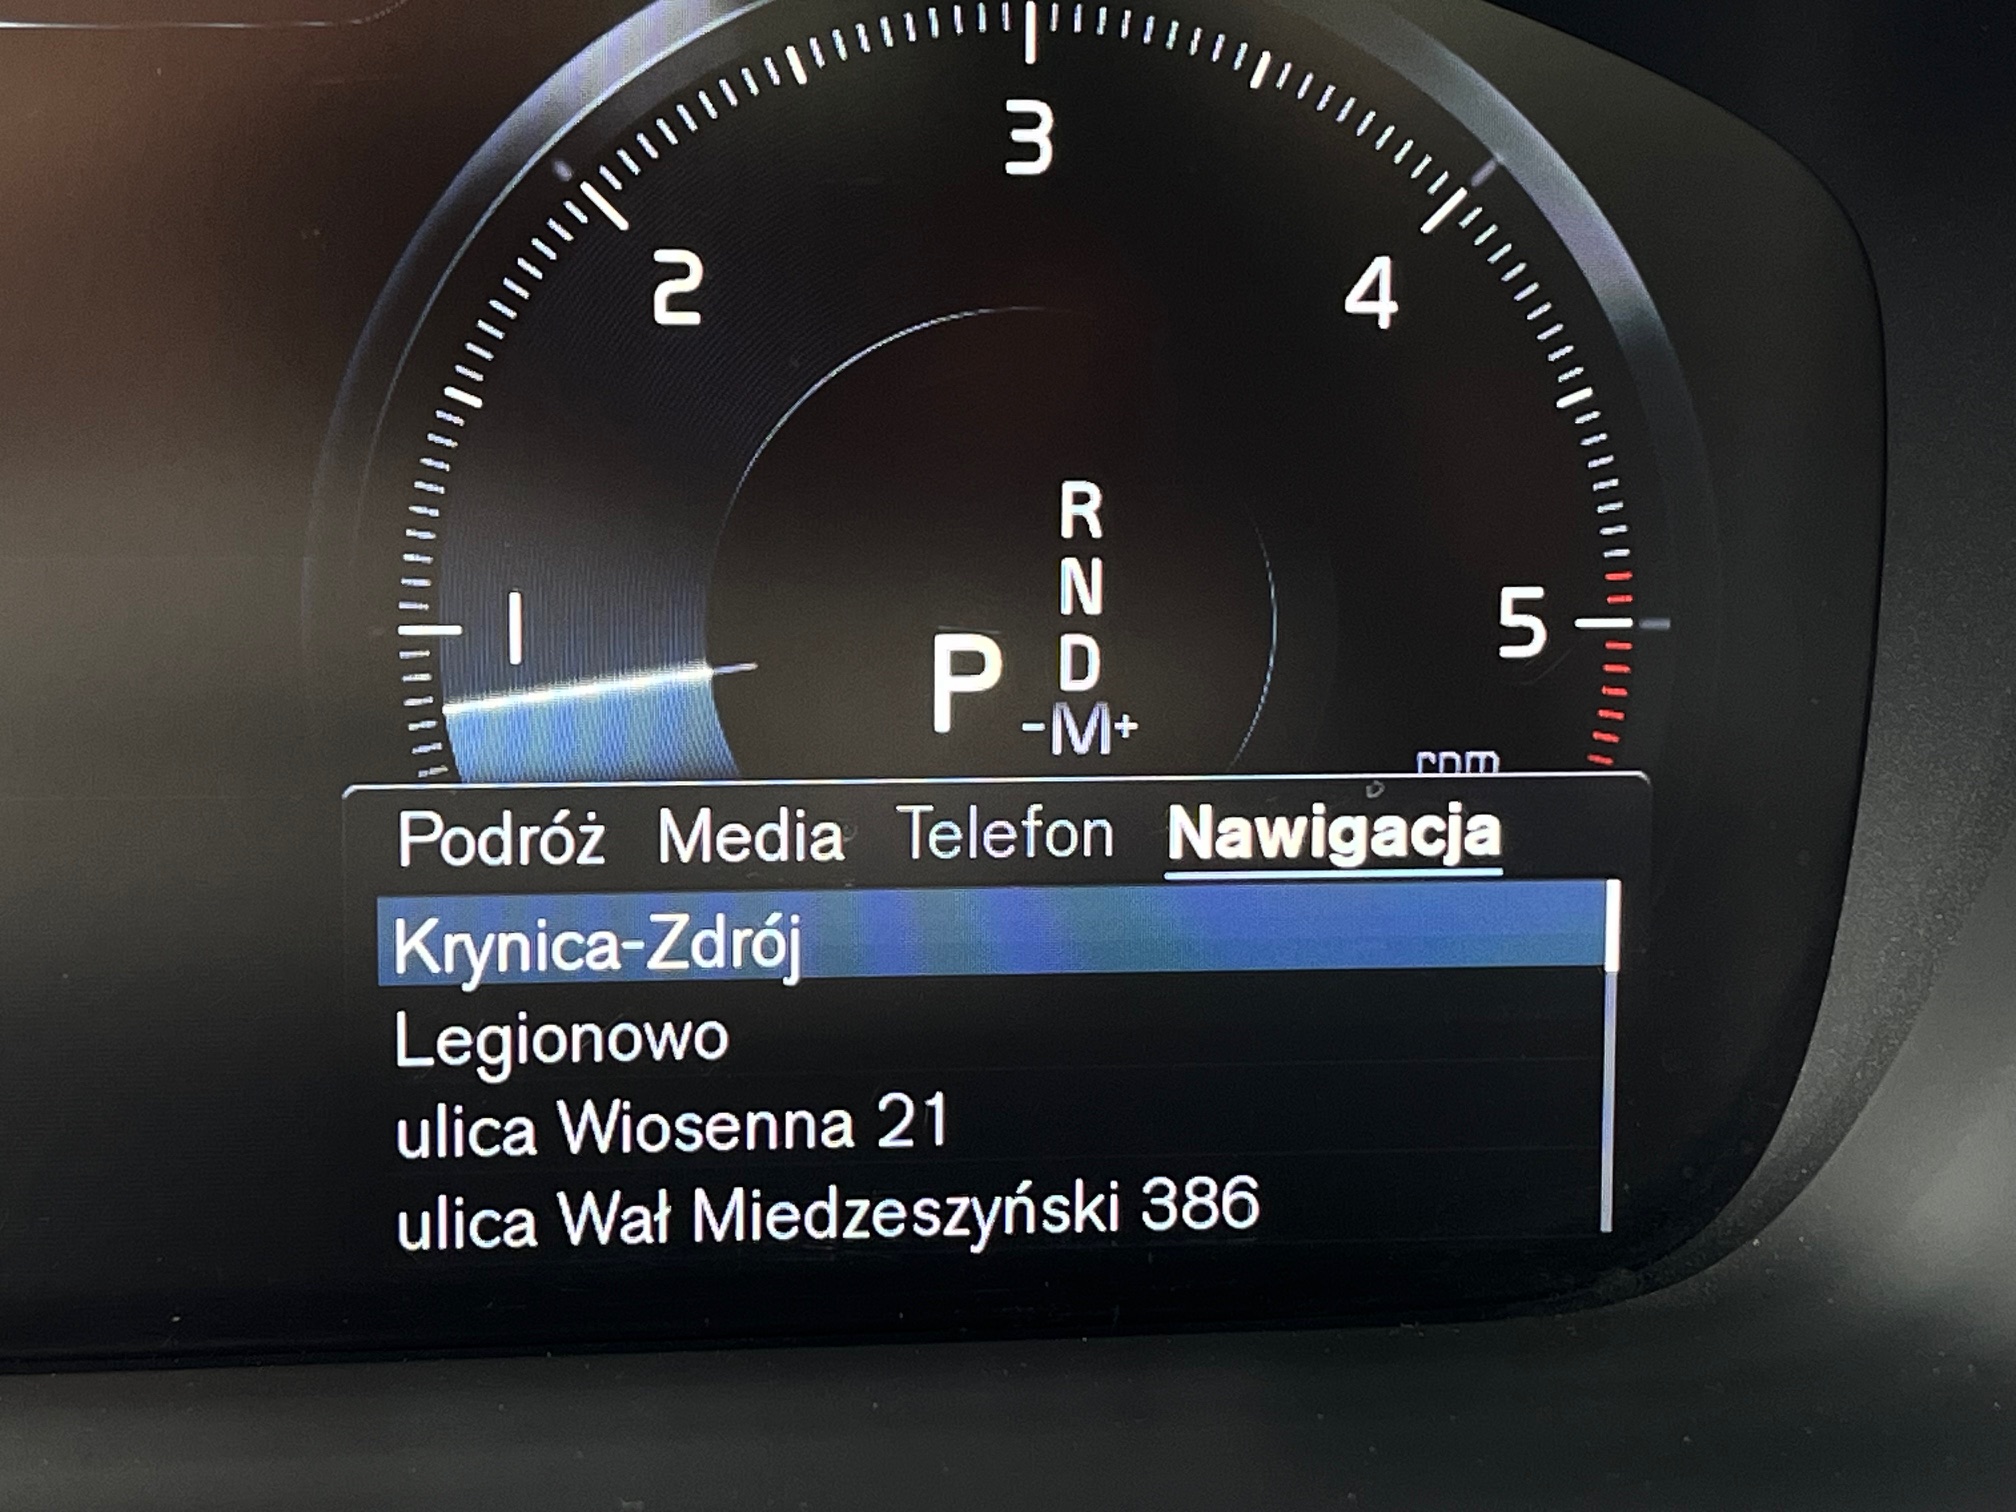 3
2
4
R
N
1
5
D
P
-M+
rpm
Podróż Media Telefon Nawigacja
Krynica-Zdrój
Legionowo
ulica Wiosenna 21
ulica Wał Miedzeszyński 386